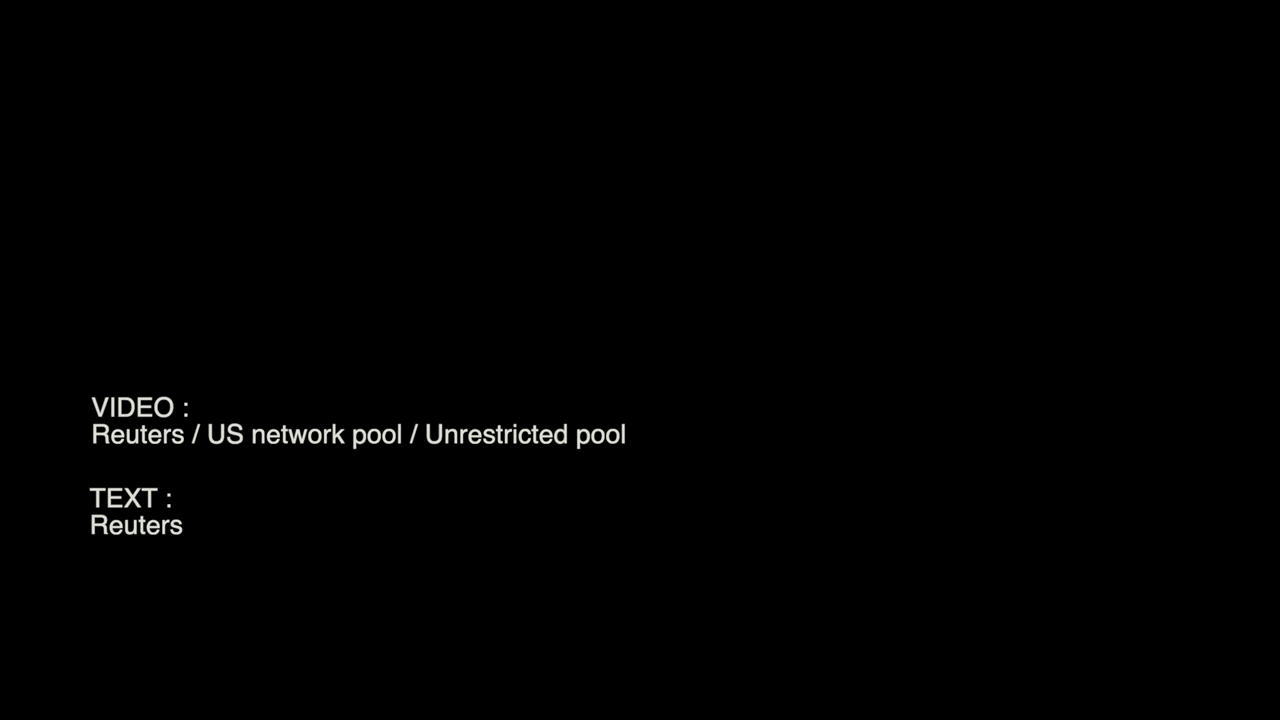 VIDEO :
Reuters / US network pool / Unrestricted pool
TEXT :
Reuters